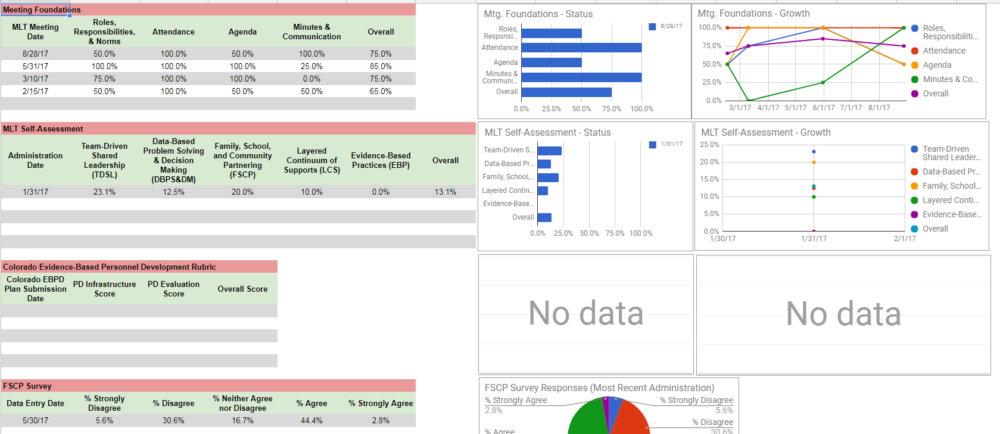 Meeting Foundations
MLT Meeting Date
Roles, Responsibilities, & Norms
Attendance
Agenda
Minutes & Communication
Overall
8/28/17 50.0% 100.0% 50.0% 100.0% 75.0%
5/31/17 100.0% 100.0% 100.0% 25.0% 85.0%
3/10/17 75.0% 100.0% 100.0% 0.0% 75.0%
2/15/17 50.0% 100.0% 50.0% 50.0% 65.0%
Mtg. Foundations - Status
8/28/17
Roles,
Responsi...
Attendance
Agenda
Minutes &
Communi...
Overall
0.0% 25.0% 50.0% 75.0% 100.0%
Mtg. Foundations - Growth
100.0%
75.0%
50.0%
25.0%
0.0%
3/1/17 4/1/17 5/1/17 6/1/17 7/1/17 8/1/17
Roles,
Responsibiliti...
Attendance
Agenda
Minutes & Co...
Overall
MLT Self-Assessment
Administration Date
Team-Driven Shared Leadership (TDSL)
Data-Based Problem Solving & Decision Making (DBPS&DM)
Family, School, and Community Partnering (FSCP)
Layered Continuum of Supports (LCS)
Evidence-Based Practices (EBP)
Overall
1/31/17 23.1% 12.5% 20.0% 10.0% 0.0% 13.1%
MLT Self-Assessment - Status
1/31/17
Team-Driven S...
Data-Based Pr...
Family, School,...
Layered Contin...
Evidence-Base...
Overall
0.0% 25.0% 50.0% 75.0% 100.0%
MLT Self-Assessment - Growth
25.0%
20.0%
15.0%
10.0%
5.0%
0.0%
1/30/17 1/31/17 2/1/17
Team-Driven
Shared Leader...
Data-Based Pr...
Family, School...
Layered Conti...
Evidence-Base...
Overall
Colorado Evidence-Based Personnel Development Rubric
Colorado EBPD Plan Submission Date
PD Infrastructure Score
PD Evaluation Score
Overall Score
No data
No data
FSCP Survey
Data Entry Date
% Strongly Disagree
% Disagree
% Neither Agree nor Disagree
% Agree
% Strongly Agree
5/30/17 5.6% 30.6% 16.7% 44.4% 2.8%
FSCP Survey Responses (Most Recent Administration)
% Strongly Agree
2.8%
% Strongly Disagree
5.6%
% Disagree
30.6%
% Agree